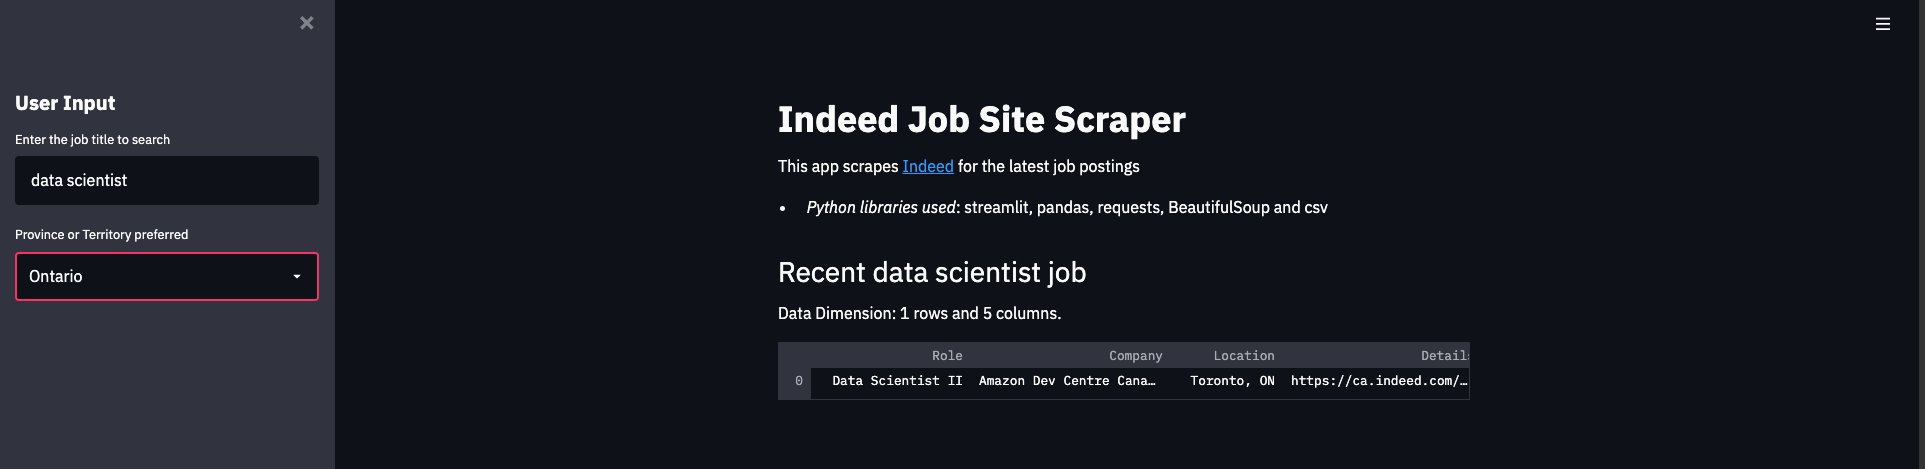 User Input
Enter the job title to search
data scientist
Province or Territory preferred
Ontario
Indeed Job Site Scraper
This app scrapes Indeed for the latest job postings
• Python libraries used: streamlit, pandas, requests, BeautifulSoup and csv
Recent data scientist job
Data Dimension: 1 rows and 5 columns.
Role Company Location Details
0 Data Scientist II Amazon Dev Centre Cana… Toronto, ON https://ca.indeed.com/…